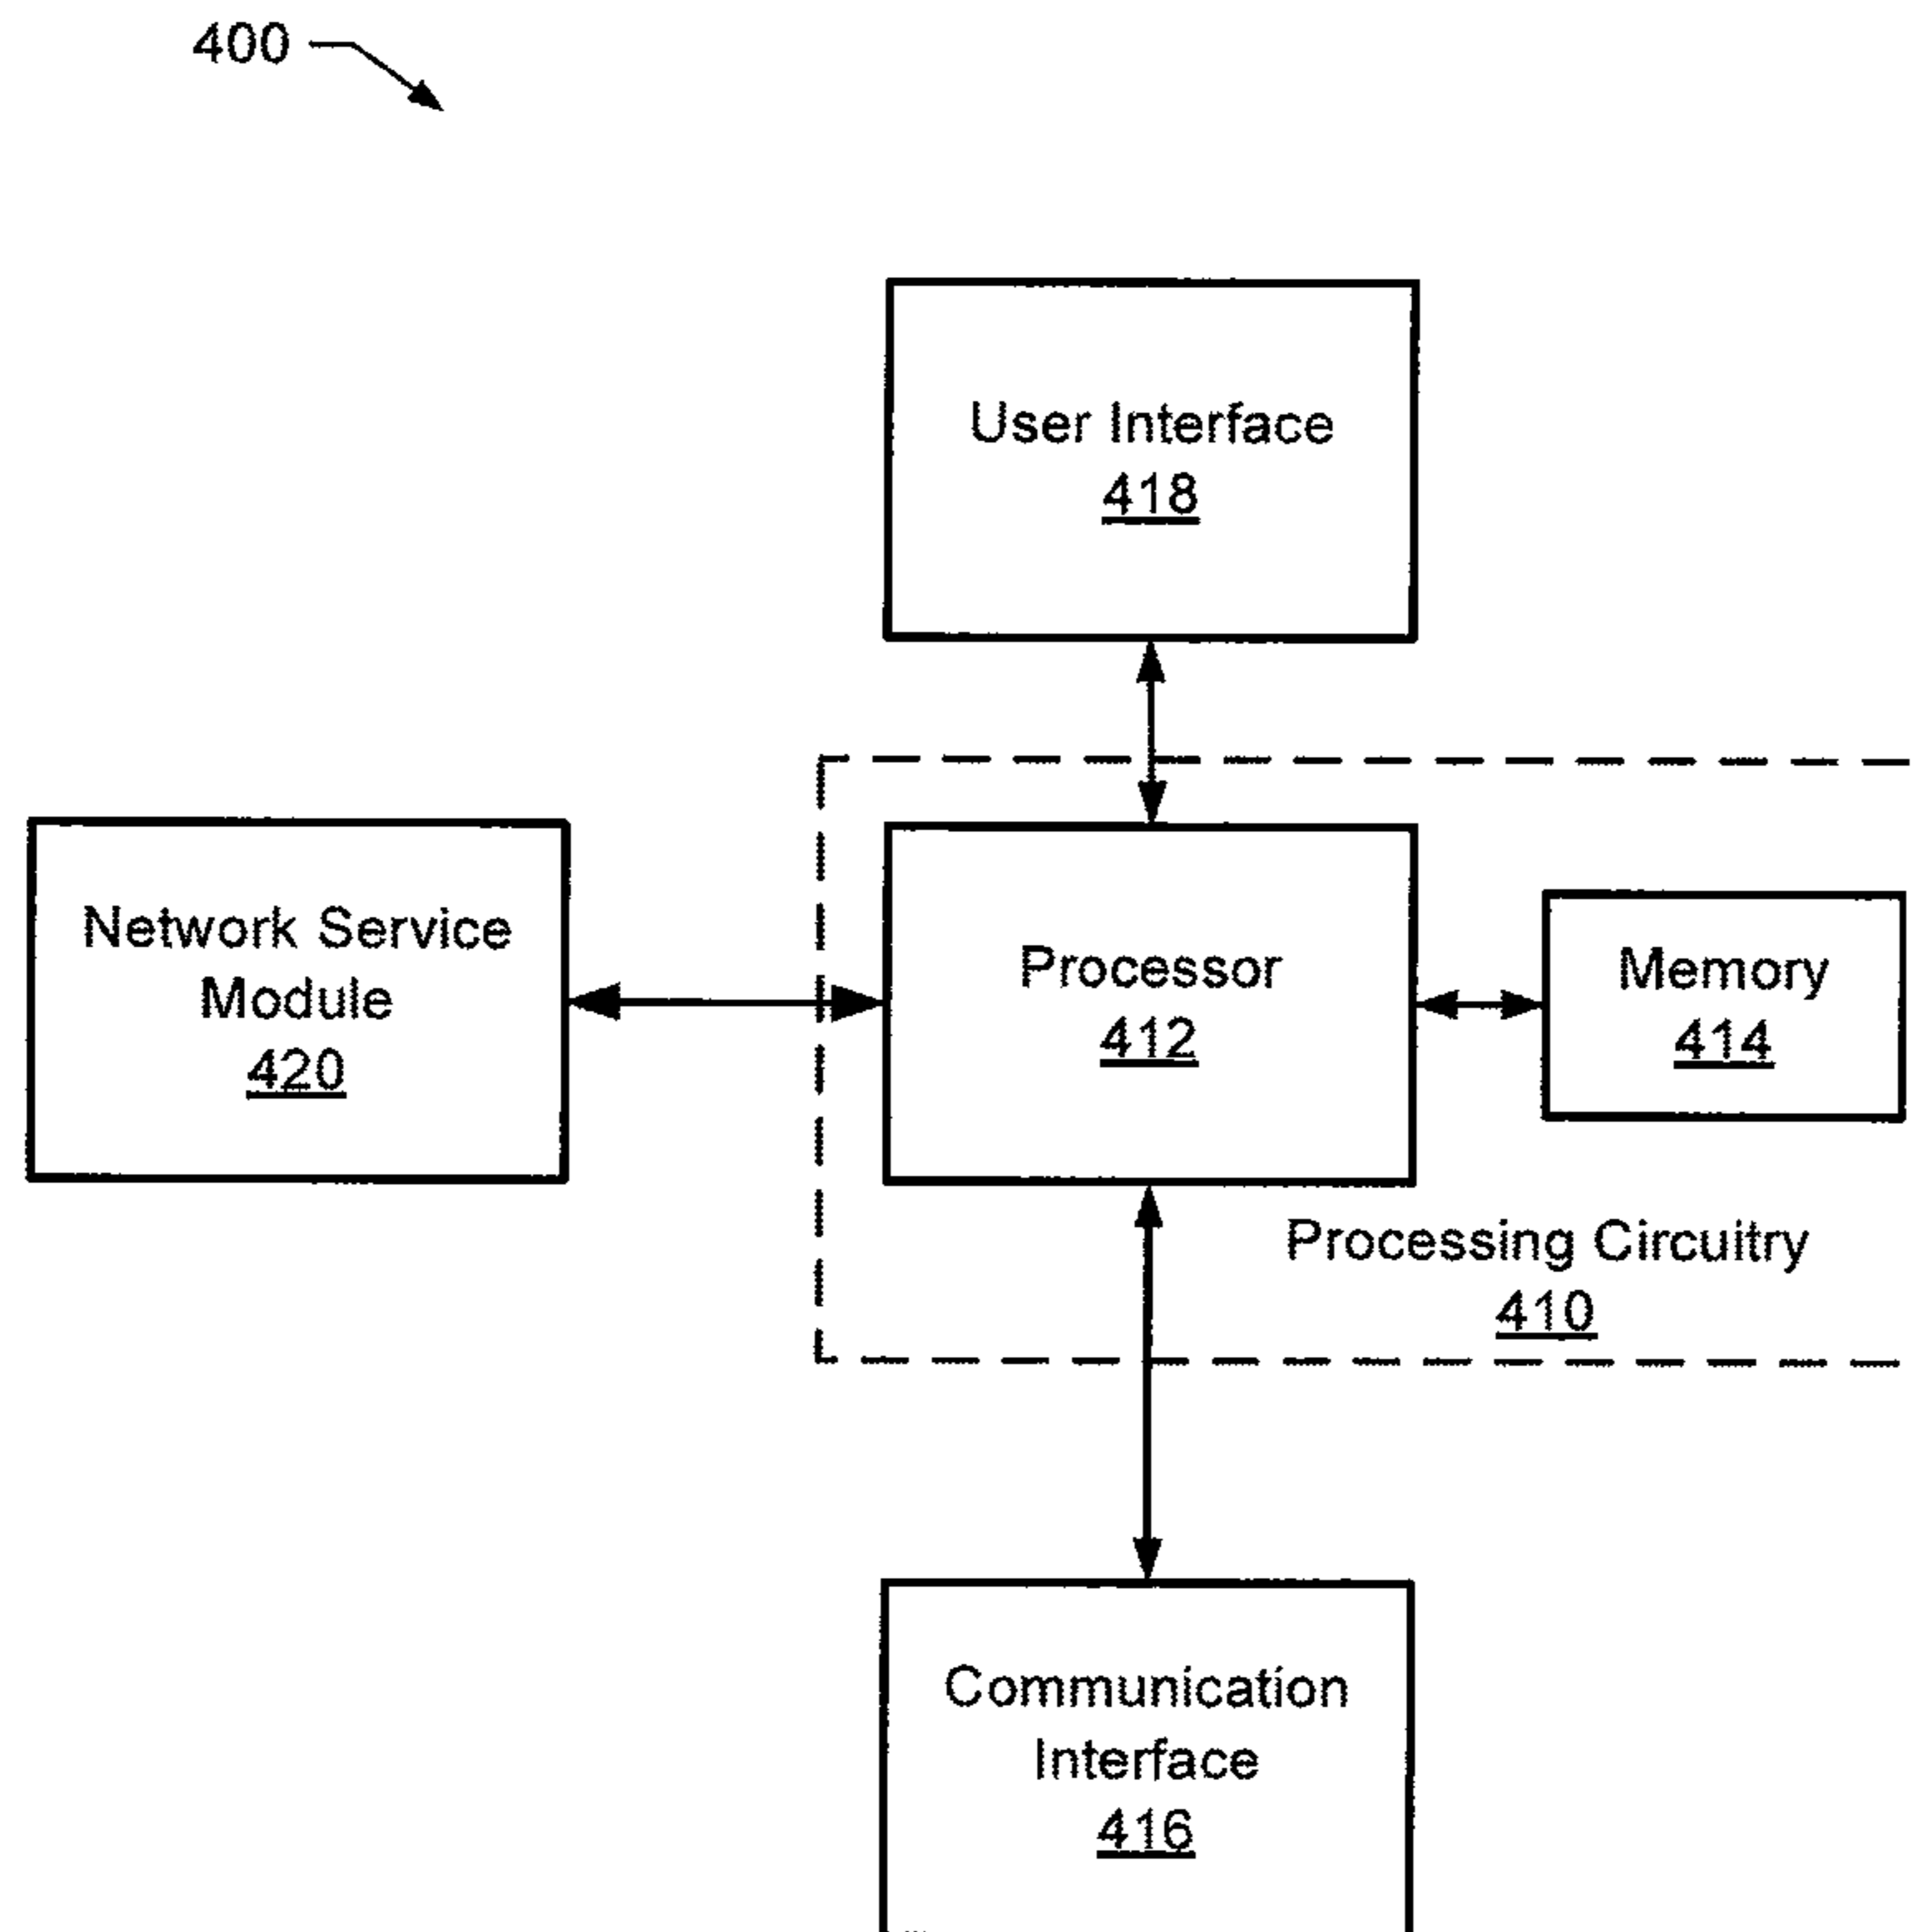 400
User Interface
418
Network Service
Module
420
Processor
412
Memory
414
Processing Circuitry
410
Communication
Interface
416